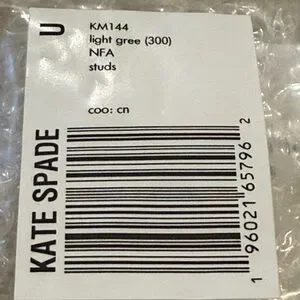 U
KM144
light gree (300)
NFA
studs
coo: cn
KATE SPADE
1 96021 65796 2